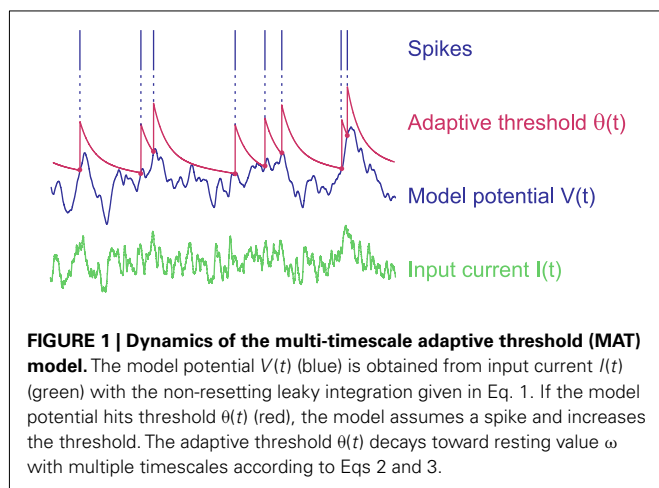 Spikes
Adaptive threshold θ(t)
Model potential V(t)
Input current I(t)
FIGURE 1 | Dynamics of the multi-timescale adaptive threshold (MAT)
model. The model potential V(t) (blue) is obtained from input current I(t)
(green) with the non-resetting leaky integration given in Eq. 1. If the model
potential hits threshold θ(t) (red), the model assumes a spike and increases
the threshold. The adaptive threshold θ(t) decays toward resting value ω
with multiple timescales according to Eqs 2 and 3.